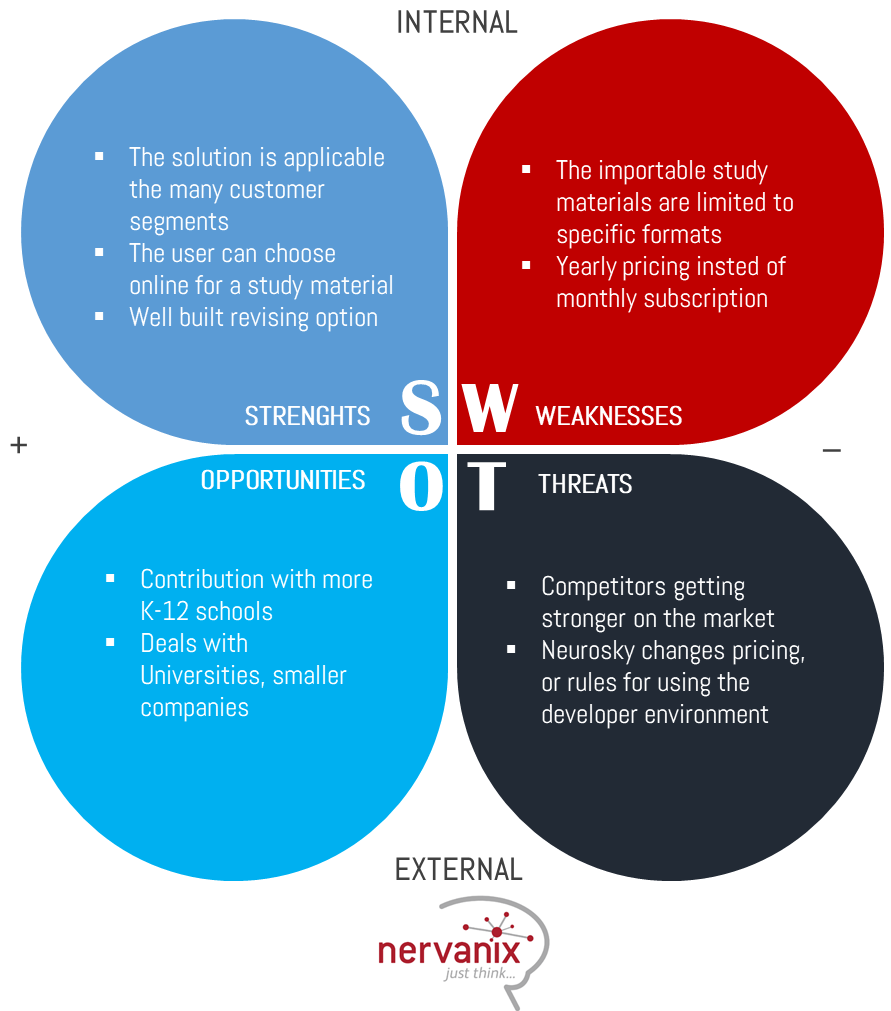 INTERNAL
▪ The solution is applicable
the many customer
segments
▪ The user can choose
online for a study material
▪ Well built revising option
STRENGHTS
S
▪ The importable study
materials are limited to
specific formats
▪ Yearly pricing insted of
monthly subscription
W
WEAKNESSES
+
–
OPPORTUNITIES
O
▪ Contribution with more
K-12 schools
▪ Deals with
Universities, smaller
companies
T
THREATS
▪ Competitors getting
stronger on the market
▪ Neurosky changes pricing,
or rules for using the
developer environment
EXTERNAL
nervanix
just think...